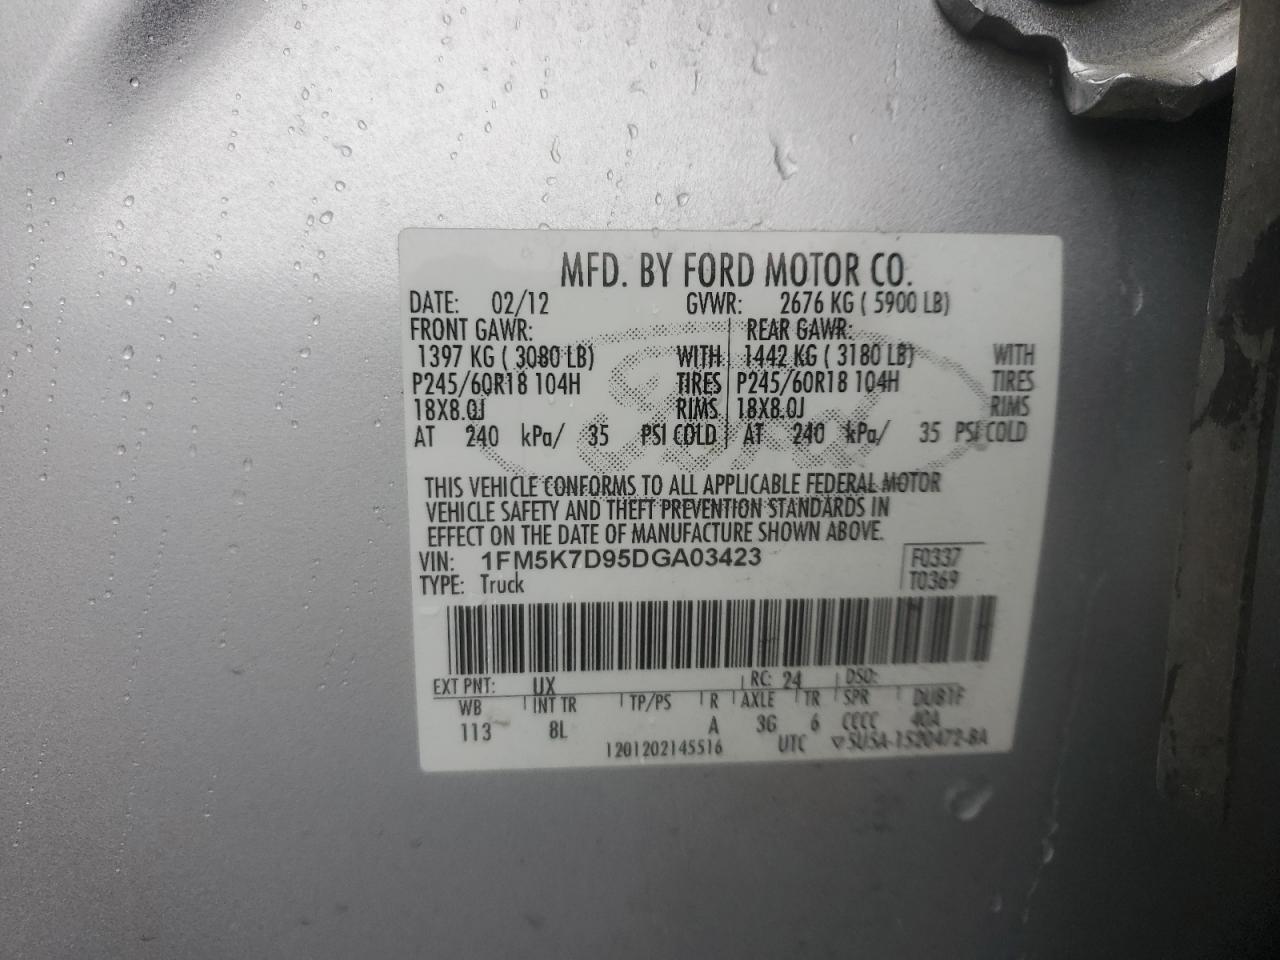 MFD. BY FORD MOTOR CO.
DATE: 02/12 GVWR: 2676 KG ( 5900 LB)
FRONT GAWR: REAR GAWR:
1397 KG ( 3080 LB) WITH 1442 KG ( 3180 LB) WITH
P245/60R18 104H TIRES P245/60R18 104H TIRES
18X8.0J RIMS 18X8.0J RIMS
AT 240 kPa/ 35 PSI COLD AT 240 kPa/ 35 PSI COLD
Ford
THIS VEHICLE CONFORMS TO ALL APPLICABLE FEDERAL MOTOR
VEHICLE SAFETY AND THEFT PREVENTION STANDARDS IN
EFFECT ON THE DATE OF MANUFACTURE SHOWN ABOVE.
VIN: 1FM5K7D95DGA03423 F0337
TYPE: Truck T0369
EXT PNT: UX RC: 24 DSO:
WB INT TR TP/PS R AXLE TR SPR DUB1F
113 8L A 3G 6 CCCC 40A
1201202145516 UTC ▽5U5A-1520472-BA